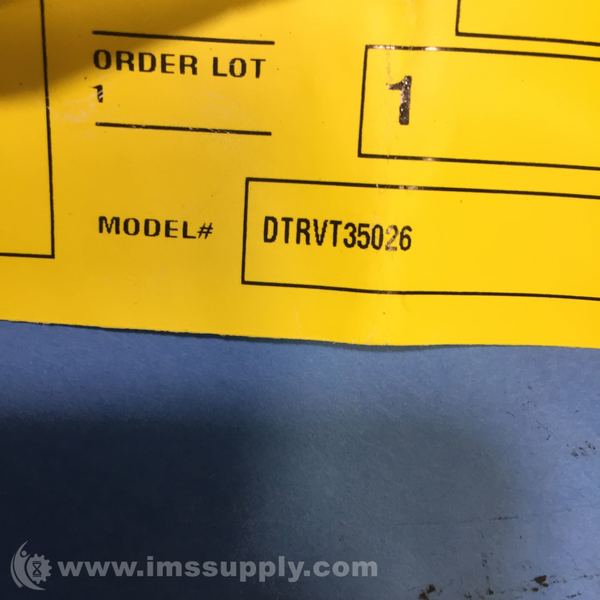 ORDER LOT
1
1
MODEL# DTRVT35026
www.imssupply.com